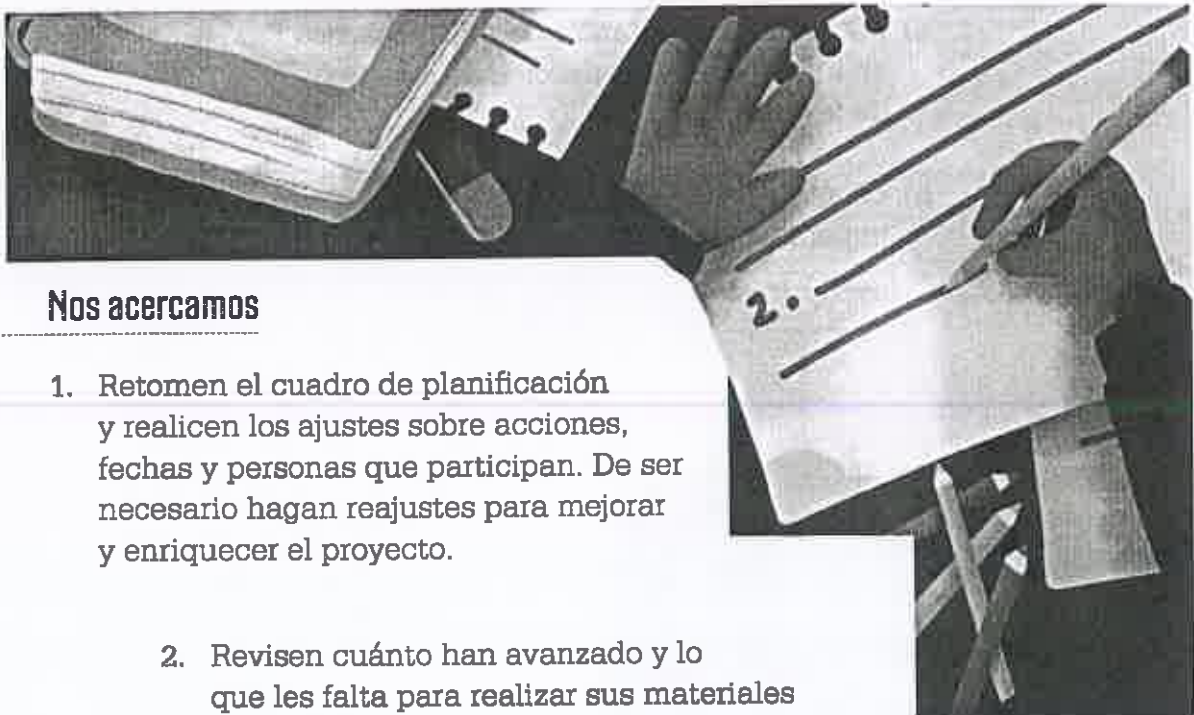 2.
Nos acercamos
1. Retomen el cuadro de planificación
y realicen los ajustes sobre acciones,
fechas y personas que participan. De ser
necesario hagan reajustes para mejorar
y enriquecer el proyecto.
2. Revisen cuánto han avanzado y lo
que les falta para realizar sus materiales